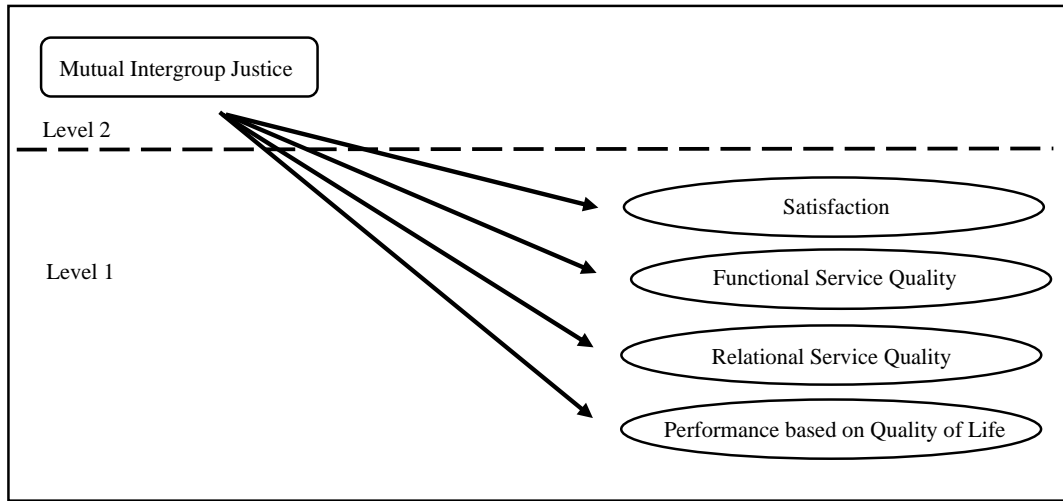 Mutual Intergroup Justice
Level 2
Satisfaction
Level 1
Functional Service Quality
Relational Service Quality
Performance based on Quality of Life